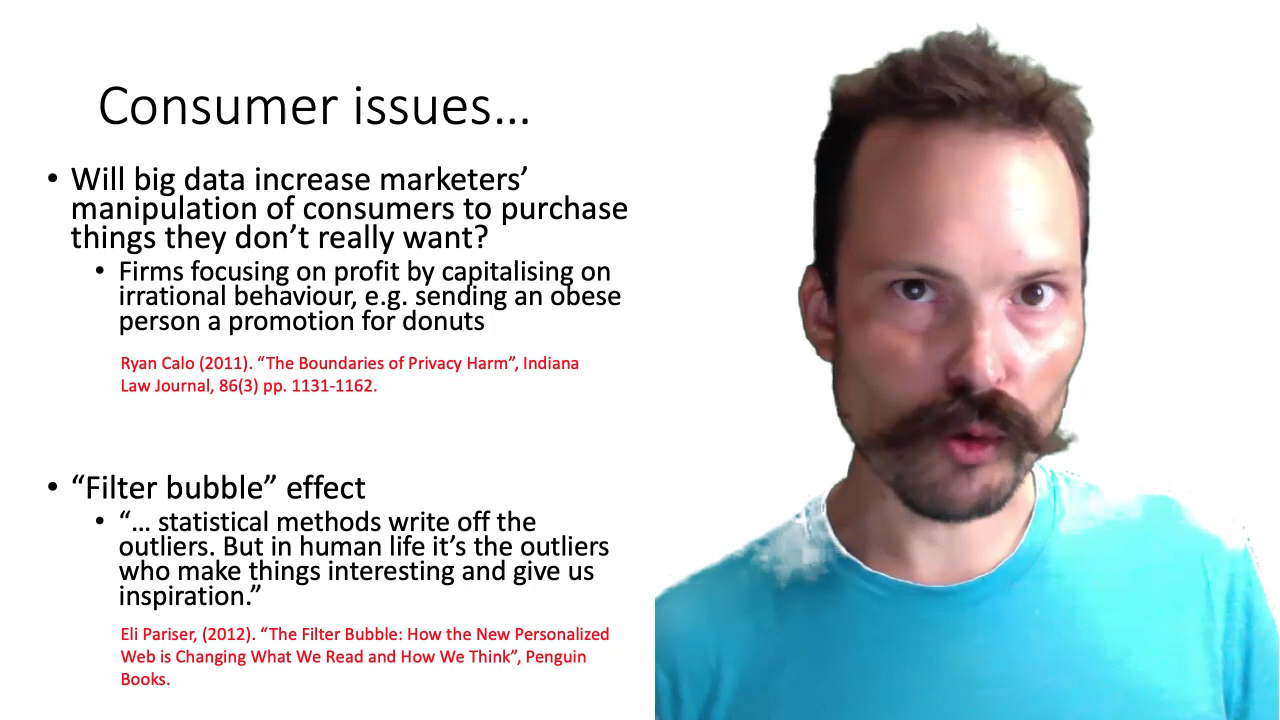 Consumer issues…
• Will big data increase marketers’
manipulation of consumers to purchase
things they don’t really want?
• Firms focusing on profit by capitalising on
irrational behaviour, e.g. sending an obese
person a promotion for donuts
Ryan Calo (2011). “The Boundaries of Privacy Harm”, Indiana
Law Journal, 86(3) pp. 1131-1162.
• “Filter bubble” effect
• “… statistical methods write off the
outliers. But in human life it’s the outliers
who make things interesting and give us
inspiration.”
Eli Pariser, (2012). “The Filter Bubble: How the New Personalized
Web is Changing What We Read and How We Think”, Penguin
Books.